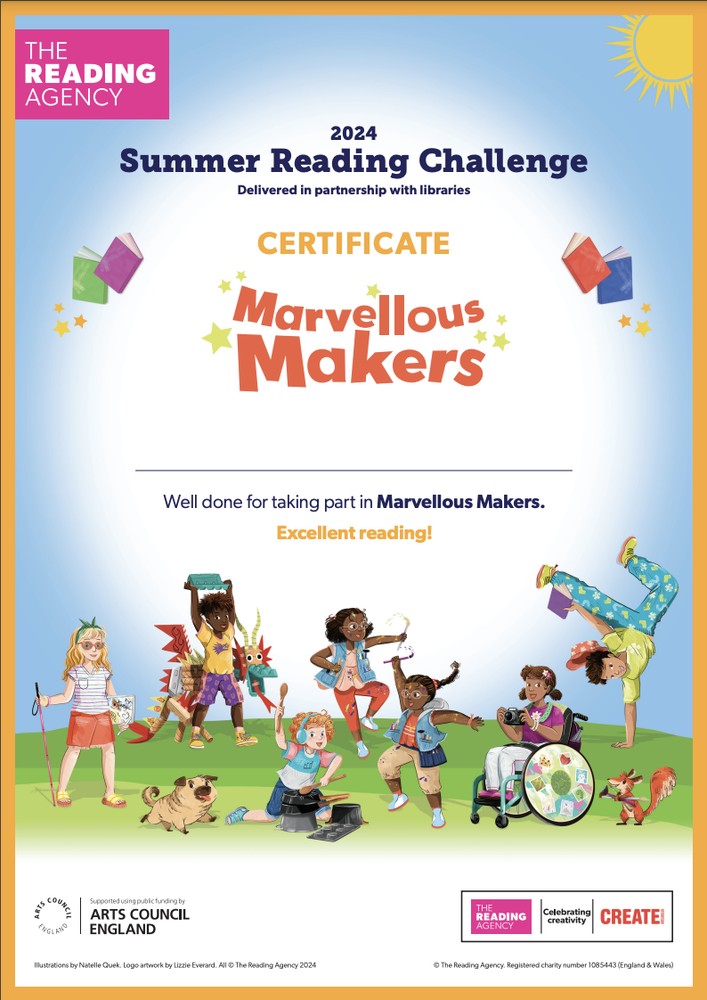 THE
READING
AGENCY
2024
Summer Reading Challenge
Delivered in partnership with libraries
CERTIFICATE
Marvellous
Makers
Well done for taking part in Marvellous Makers.
Excellent reading!
ARTS COUNCIL
ENGLAND
Supported using public funding by
ARTS COUNCIL
ENGLAND
THE
READING
AGENCY
Celebrating
creativity
CREATE
Illustrations by Natelle Quek. Logo artwork by Lizzie Everard. All © The Reading Agency 2024
© The Reading Agency. Registered charity number 1085443 (England & Wales)